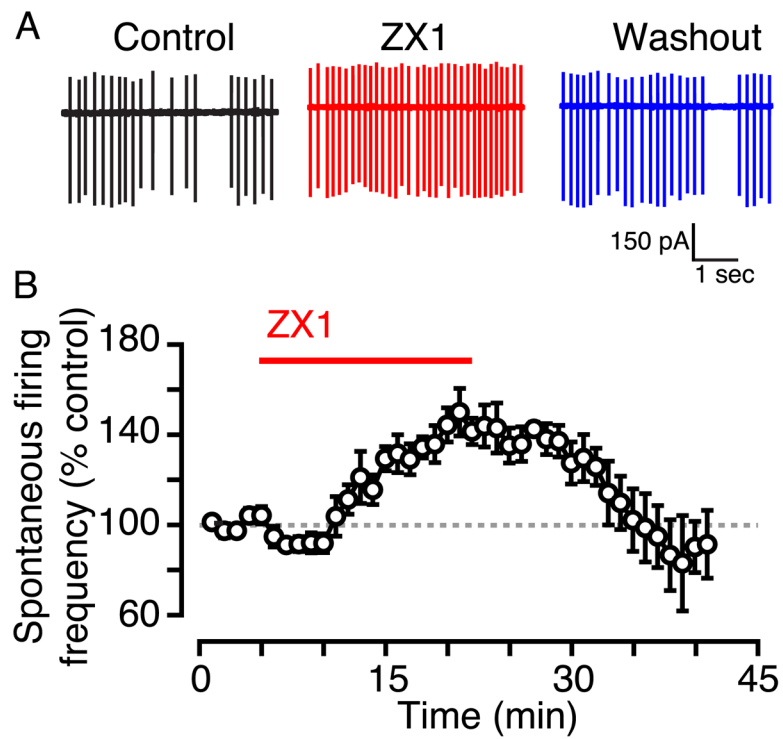 A
Control
ZX1
Washout
150 pA
1 sec
B
ZX1
Spontaneous firing
frequency (% control)
180
140
100
60
0
15
30
45
Time (min)